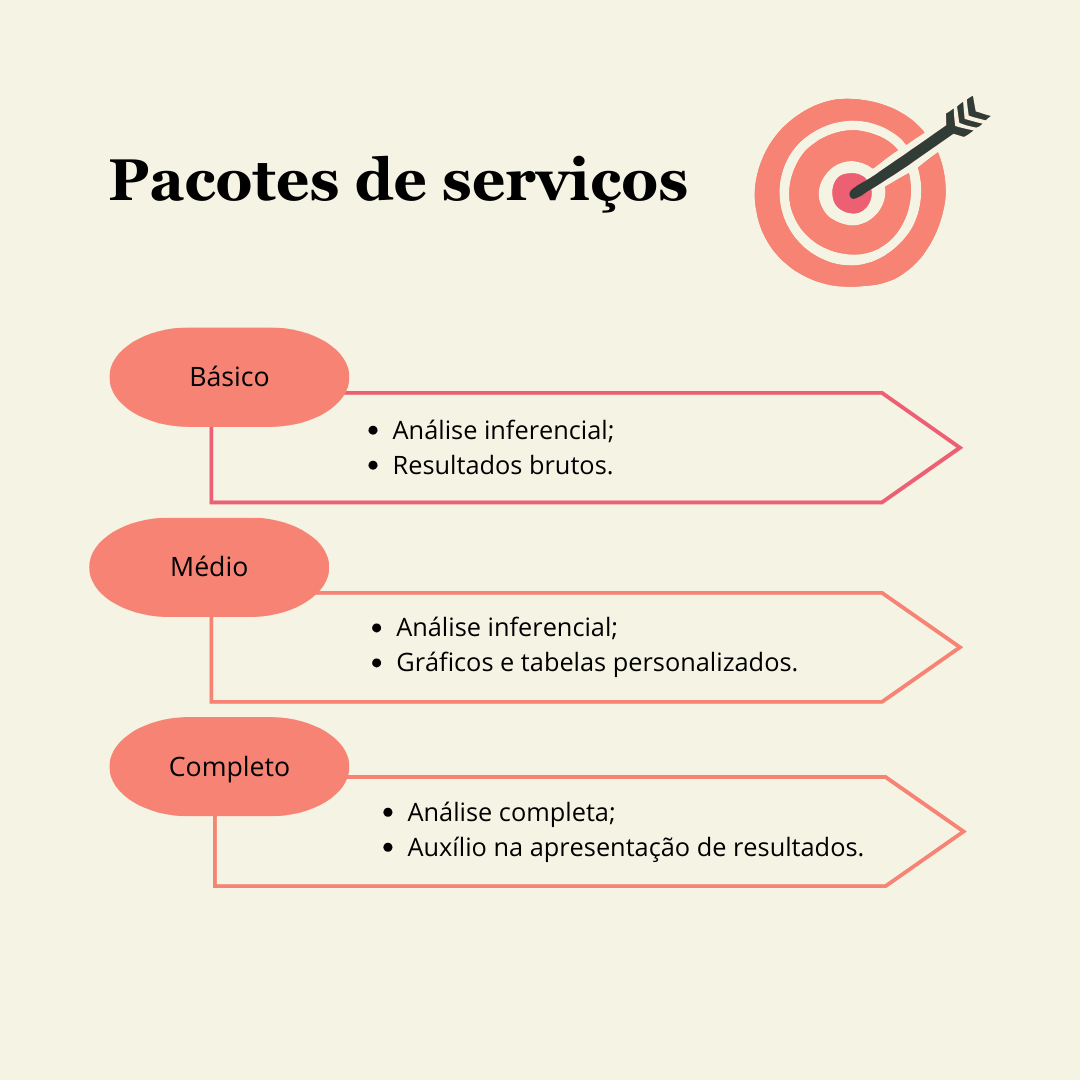 Pacotes de serviços
Básico
• Análise inferencial;
• Resultados brutos.
Médio
• Análise inferencial;
• Gráficos e tabelas personalizados.
Completo
• Análise completa;
• Auxílio na apresentação de resultados.